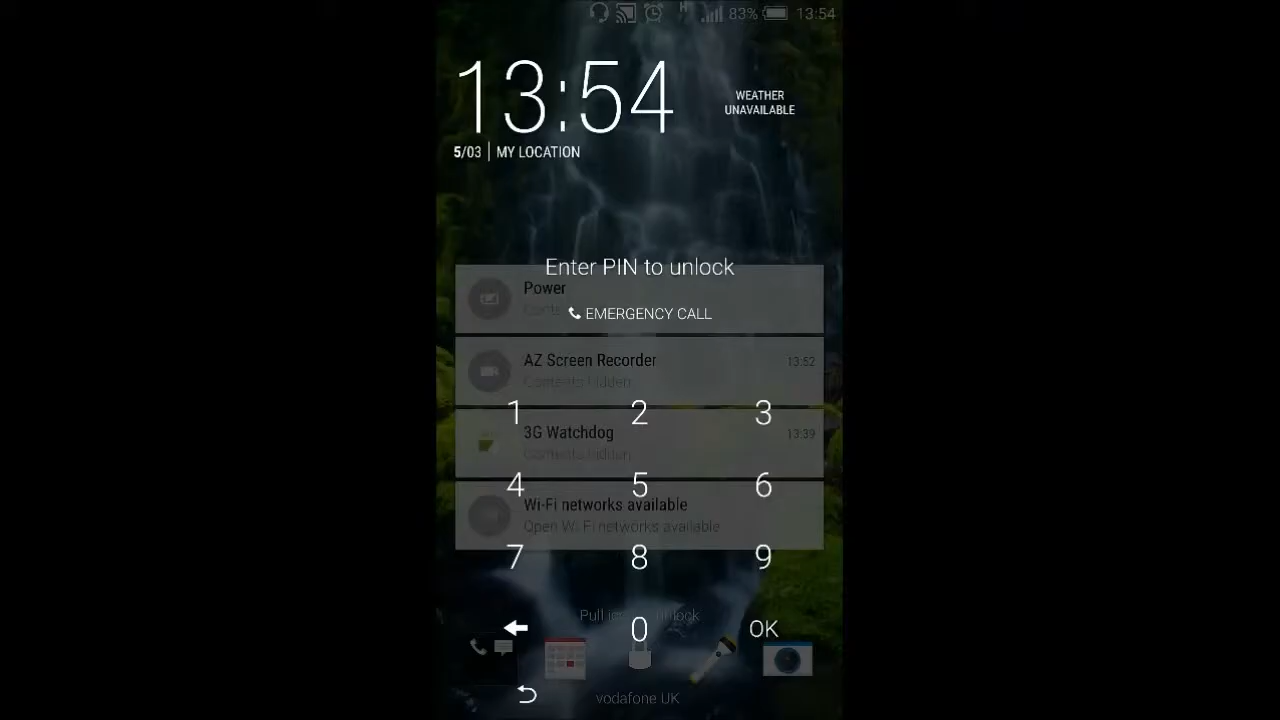 H 83% 13:54
13:54
WEATHER
UNAVAILABLE
5/03 | MY LOCATION
Enter PIN to unlock
Power
EMERGENCY CALL
AZ Screen Recorder 13:52
Contents hidden
1 2 3
3G Watchdog 13:39
Contents hidden
4 5 6
Wi-Fi networks available
Open Wi-Fi networks available
7 8 9
Pull unlock
0 OK
vodafone UK